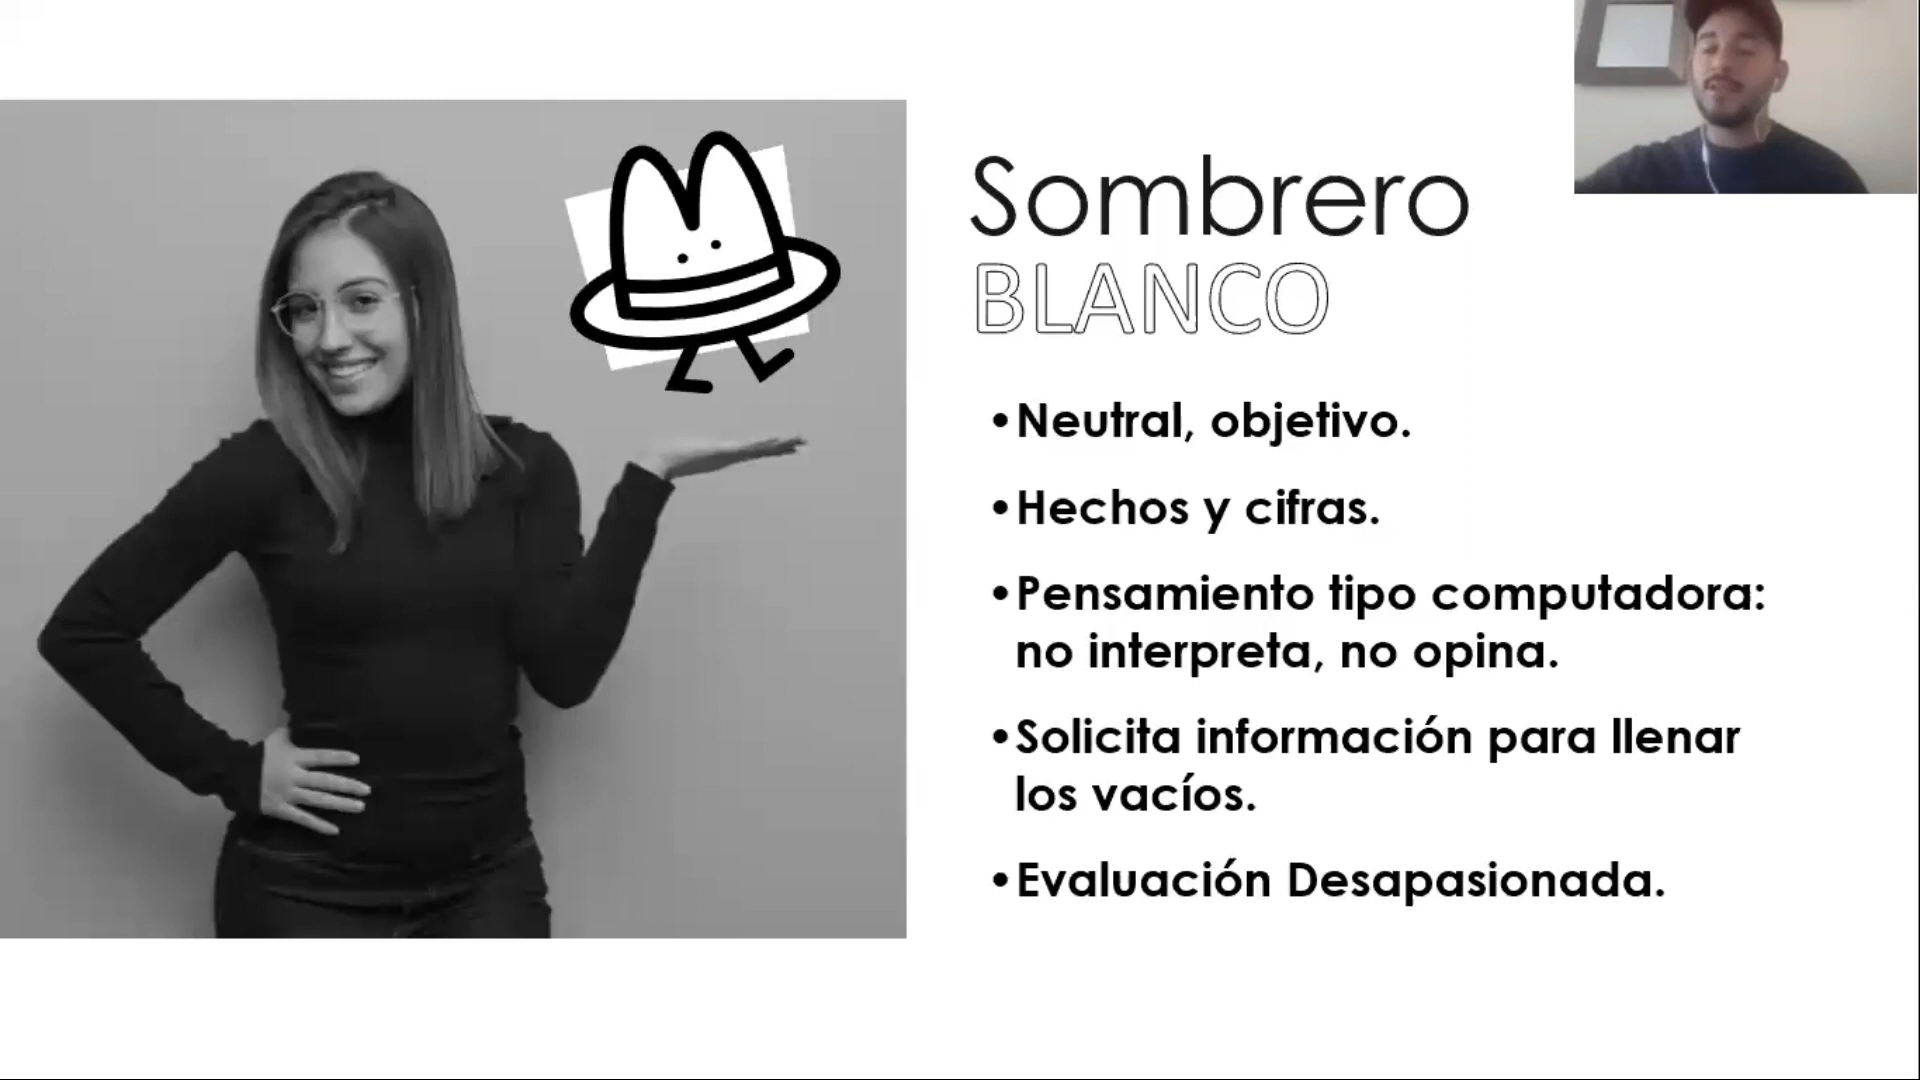 Sombrero
BLANCO
•Neutral, objetivo.
•Hechos y cifras.
•Pensamiento tipo computadora:
no interpreta, no opina.
•Solicita información para llenar
los vacíos.
•Evaluación Desapasionada.